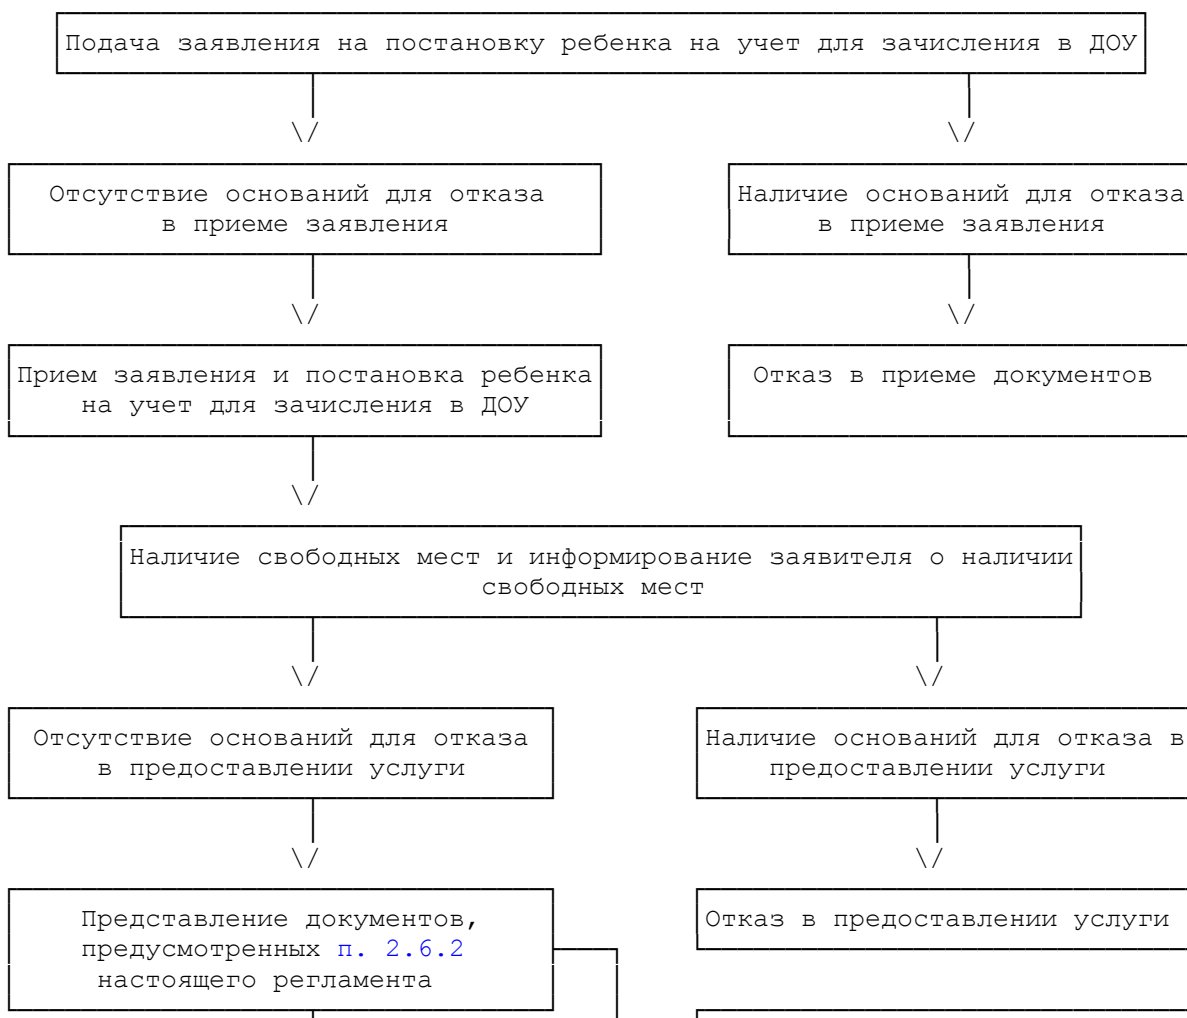 Подача заявления на постановку ребенка на учет для зачисления в ДОУ
\/
\/
Отсутствие оснований для отказа
в приеме заявления
Наличие оснований для отказа
в приеме заявления
\/
\/
Прием заявления и постановка ребенка
на учет для зачисления в ДОУ
Отказ в приеме документов
\/
Наличие свободных мест и информирование заявителя о наличии
свободных мест
\/
\/
Отсутствие оснований для отказа
в предоставлении услуги
Наличие оснований для отказа в
предоставлении услуги
\/
\/
Представление документов,
предусмотренных п. 2.6.2
настоящего регламента
Отказ в предоставлении услуги